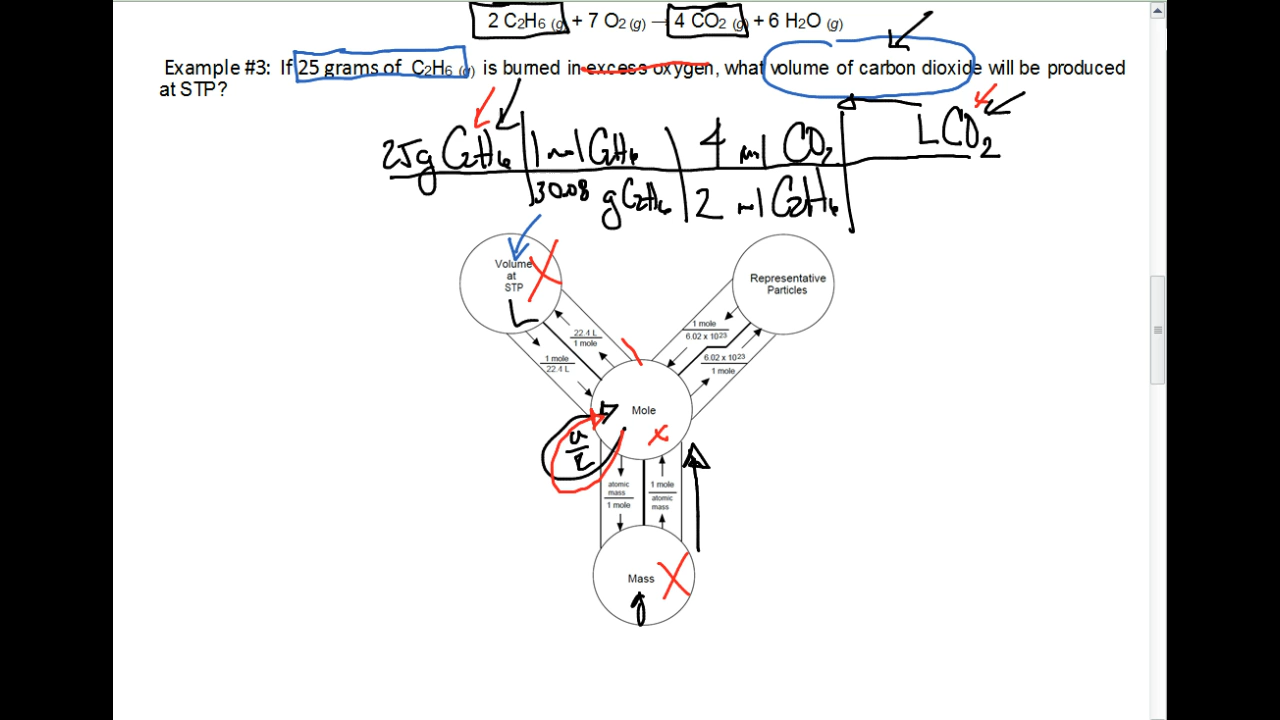 2 C2H6 (g) + 7 O2 (g) — 4 CO2 (g) + 6 H2O (g)
Example #3: If 25 grams of C2H6 (g) is burned in excess oxygen, what volume of carbon dioxide will be produced
at STP?
25g C2H6 1 mol C2H6 4 mol CO2 L CO2
30.08 g C2H6 2 mol C2H6
Volume
at
STP
L
Representative
Particles
22.4 L
1 mole
1 mole
22.4 L
1 mole
6.02 x 10²³
6.02 x 10²³
1 mole
Mole
atomic
mass
1 mole
1 mole
atomic
mass
Mass
g